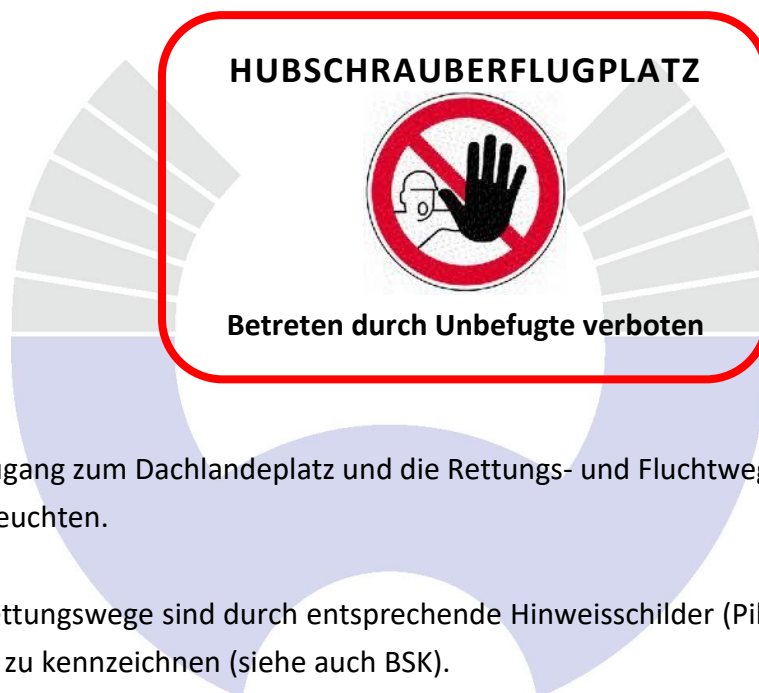 HUBSCHRAUBERFLUGPLATZ
Betreten durch Unbefugte verboten
gang zum Dachlandeplatz und die Rettungs- und Fluchtweg
euchten.
ettungswege sind durch entsprechende Hinweisschilder (Pi
zu kennzeichnen (siehe auch BSK).